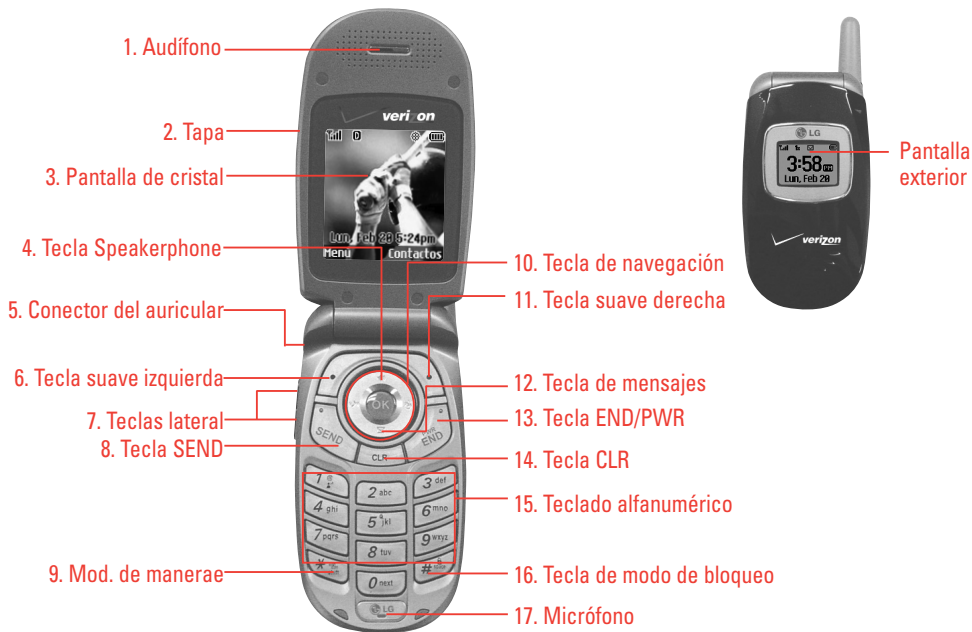 1. Audífono
2. Tapa
3. Pantalla de cristal
4. Tecla Speakerphone
5. Conector del auricular
6. Tecla suave izquierda
7. Teclas lateral
8. Tecla SEND
9. Mod. de manerae
verizon
D
Lun, Feb 28 5:24pm
Menú Contactos
OK
SEND
END
CLR
1
2 abc
3 def
4 ghi
5 jkl
6 mno
7 pqrs
8 tuv
9 wxyz
*
0 next
#
LG
10. Tecla de navegación
11. Tecla suave derecha
12. Tecla de mensajes
13. Tecla END/PWR
14. Tecla CLR
15. Teclado alfanumérico
16. Tecla de modo de bloqueo
17. Micrófono
LG
3:58 PM
Lun, Feb 28
verizon
Pantalla
exterior